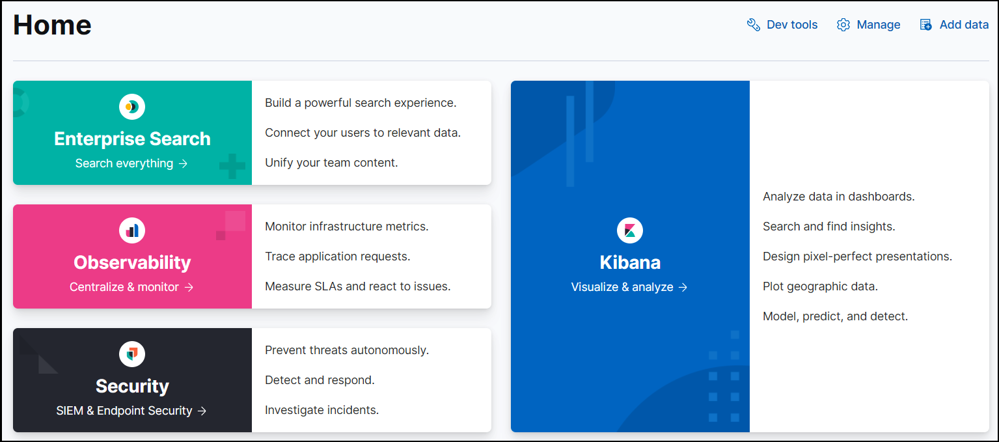 Home
Dev tools
Manage
Add data
Enterprise Search
Search everything →
Build a powerful search experience.
Connect your users to relevant data.
Unify your team content.
Observability
Centralize & monitor →
Monitor infrastructure metrics.
Trace application requests.
Measure SLAs and react to issues.
Security
SIEM & Endpoint Security →
Prevent threats autonomously.
Detect and respond.
Investigate incidents.
Kibana
Visualize & analyze →
Analyze data in dashboards.
Search and find insights.
Design pixel-perfect presentations.
Plot geographic data.
Model, predict, and detect.